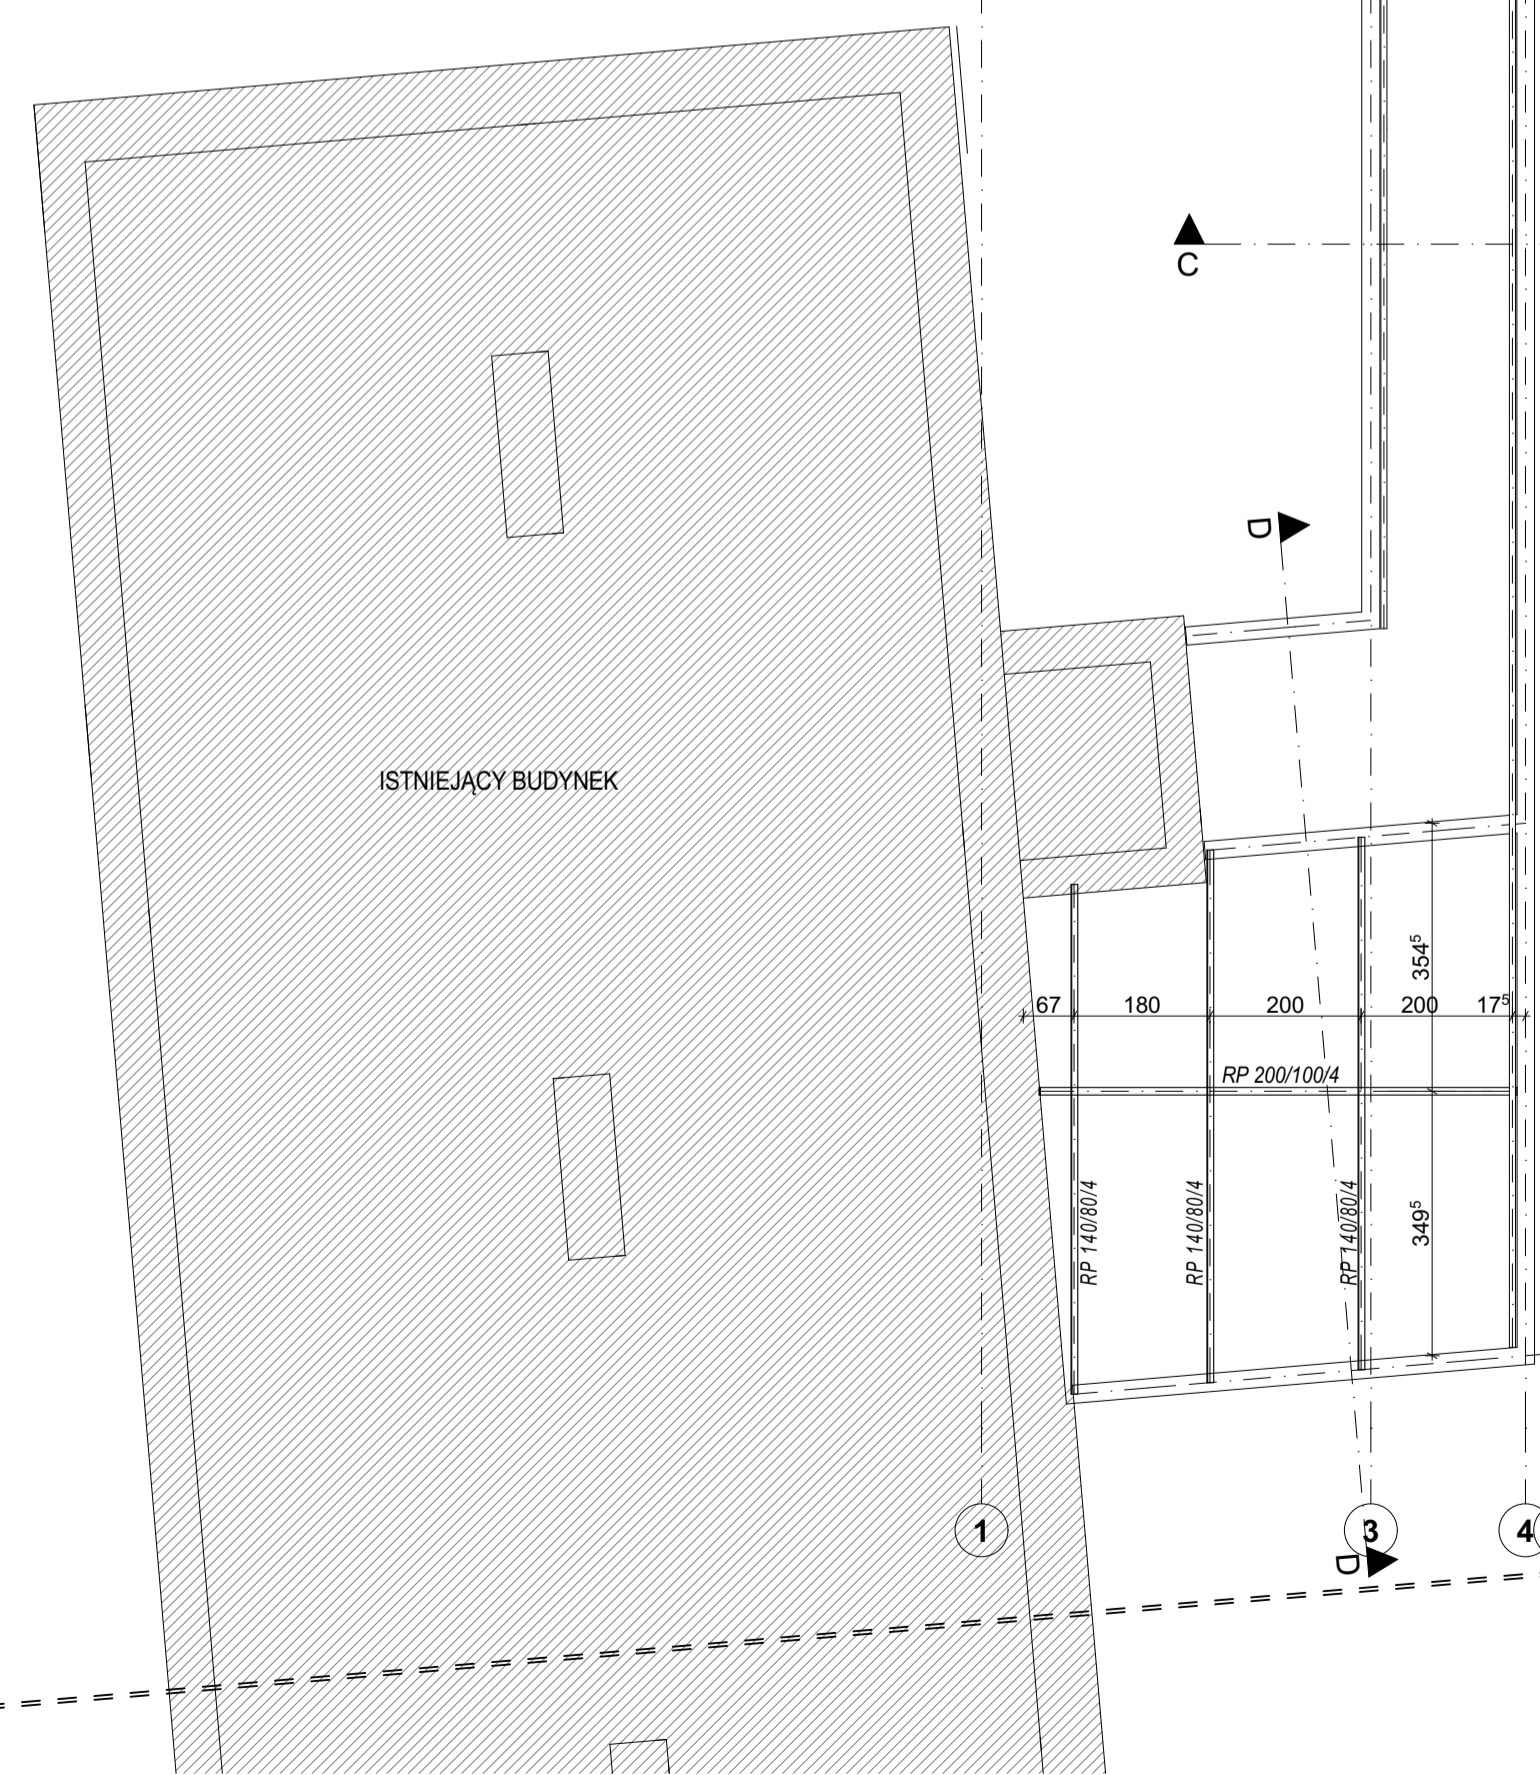 C
D
ISTNIEJĄCY BUDYNEK
354⁵
67 180 200 200 17⁵
RP 200/100/4
RP 140/80/4
RP 140/80/4
RP 140/80/4
349⁵
1 3 4
D